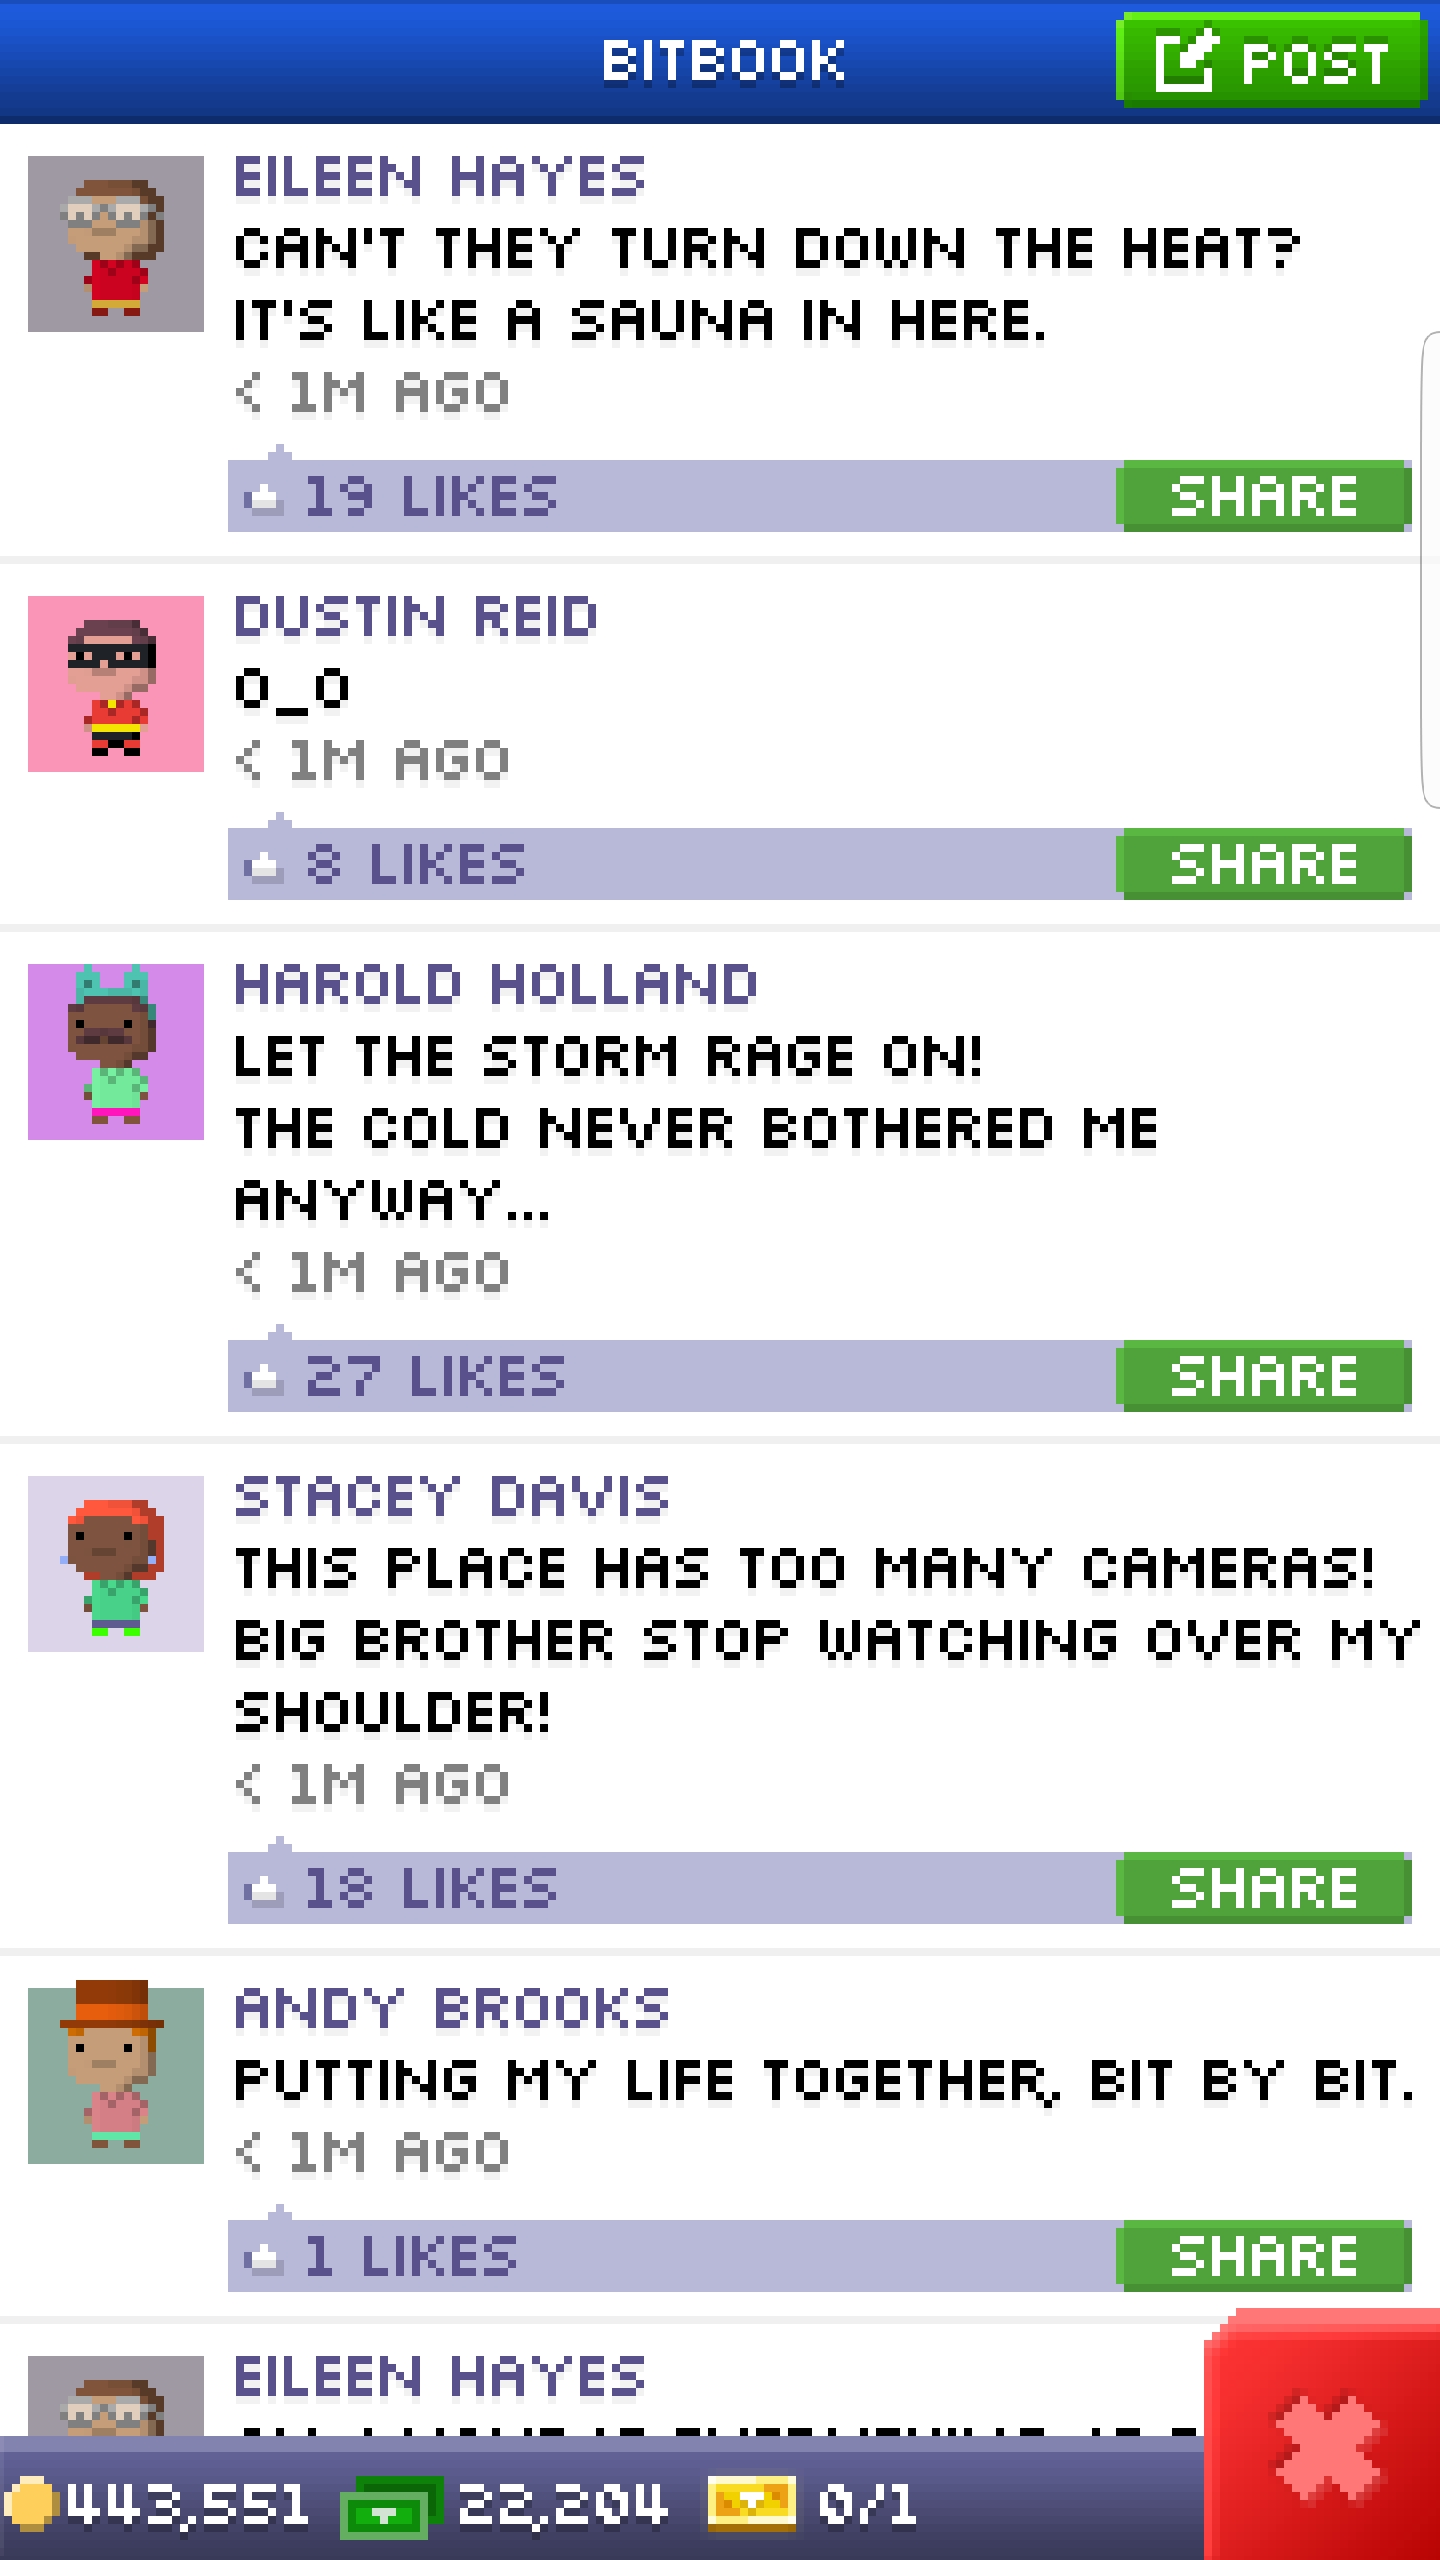 BITBOOK
POST
EILEEN HAYES
CAN'T THEY TURN DOWN THE HEAT?
IT'S LIKE A SAUNA IN HERE.
< 1M AGO
19 LIKES
SHARE
DUSTIN REID
O_O
< 1M AGO
8 LIKES
SHARE
HAROLD HOLLAND
LET THE STORM RAGE ON!
THE COLD NEVER BOTHERED ME
ANYWAY...
< 1M AGO
27 LIKES
SHARE
STACEY DAVIS
THIS PLACE HAS TOO MANY CAMERAS!
BIG BROTHER STOP WATCHING OVER MY
SHOULDER!
< 1M AGO
18 LIKES
SHARE
ANDY BROOKS
PUTTING MY LIFE TOGETHER, BIT BY BIT.
< 1M AGO
1 LIKES
SHARE
EILEEN HAYES
443,551
22,204
0/1